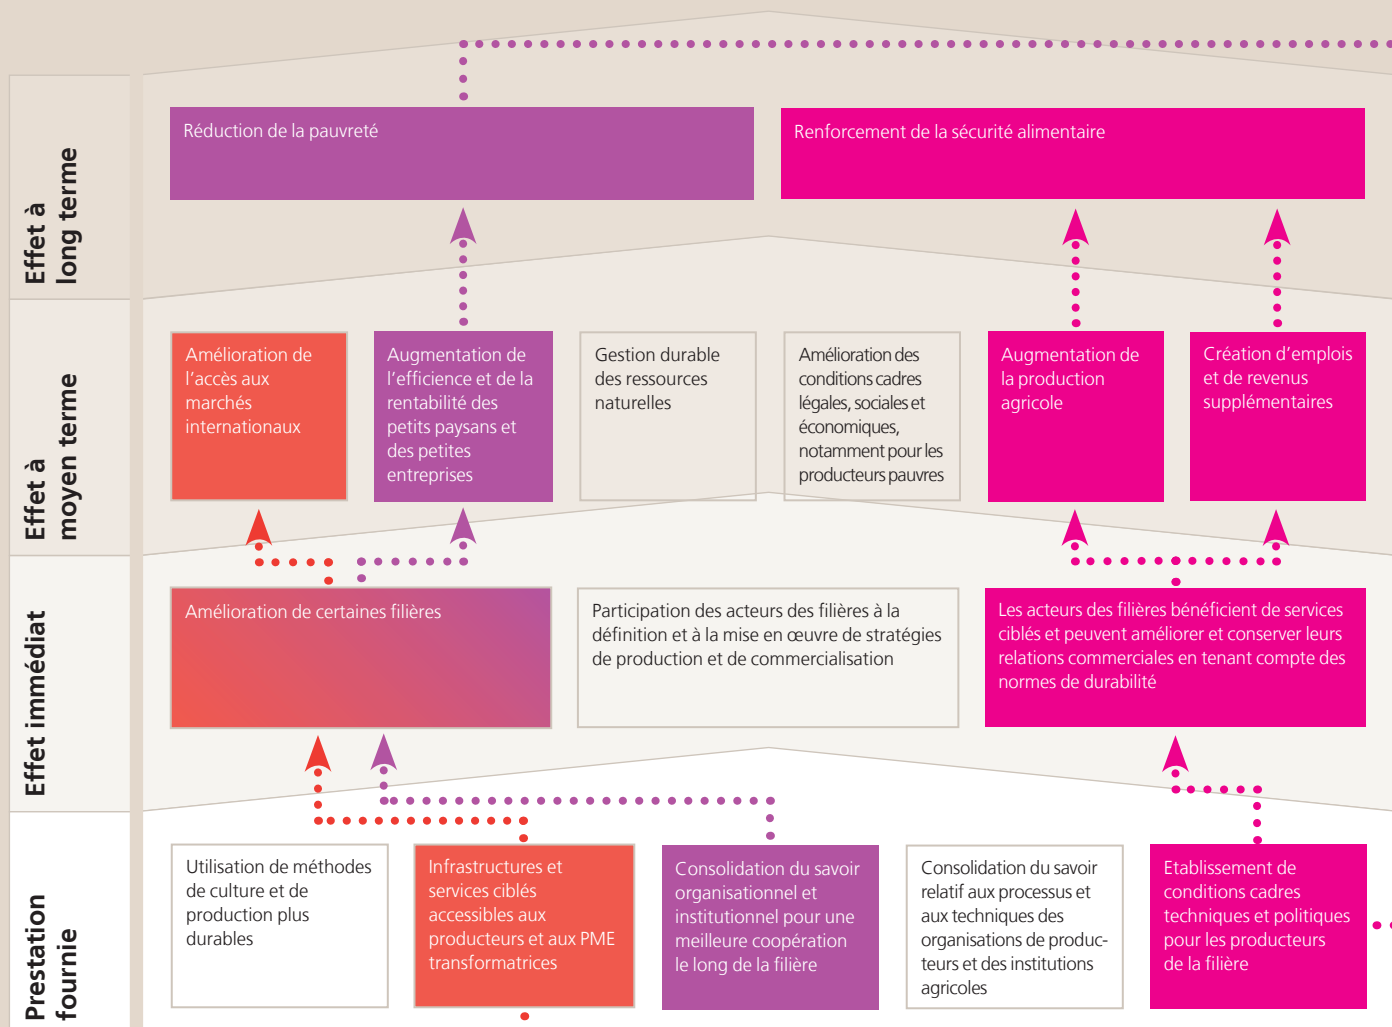 Effet à
long terme
Réduction de la pauvreté
Renforcement de la sécurité alimentaire
Effet à
moyen terme
Amélioration de
l'accès aux
marchés
internationaux
Augmentation de
l'efficience et de la
rentabilité des
petits paysans et
des petites
entreprises
Gestion durable
des ressources
naturelles
Amélioration des
conditions cadres
légales, sociales et
économiques,
notamment pour les
producteurs pauvres
Augmentation de
la production
agricole
Création d'emplois
et de revenus
supplémentaires
Effet immédiat
Amélioration de certaines filières
Participation des acteurs des filières à la
définition et à la mise en œuvre de stratégies
de production et de commercialisation
Les acteurs des filières bénéficient de services
ciblés et peuvent améliorer et conserver leurs
relations commerciales en tenant compte des
normes de durabilité
Prestation
fournie
Utilisation de méthodes
de culture et de
production plus
durables
Infrastructures et
services ciblés
accessibles aux
producteurs et aux PME
transformatrices
Consolidation du savoir
organisationnel et
institutionnel pour une
meilleure coopération
le long de la filière
Consolidation du savoir
relatif aux processus et
aux techniques des
organisations de produc-
teurs et des institutions
agricoles
Etablissement de
conditions cadres
techniques et politiques
pour les producteurs
de la filière